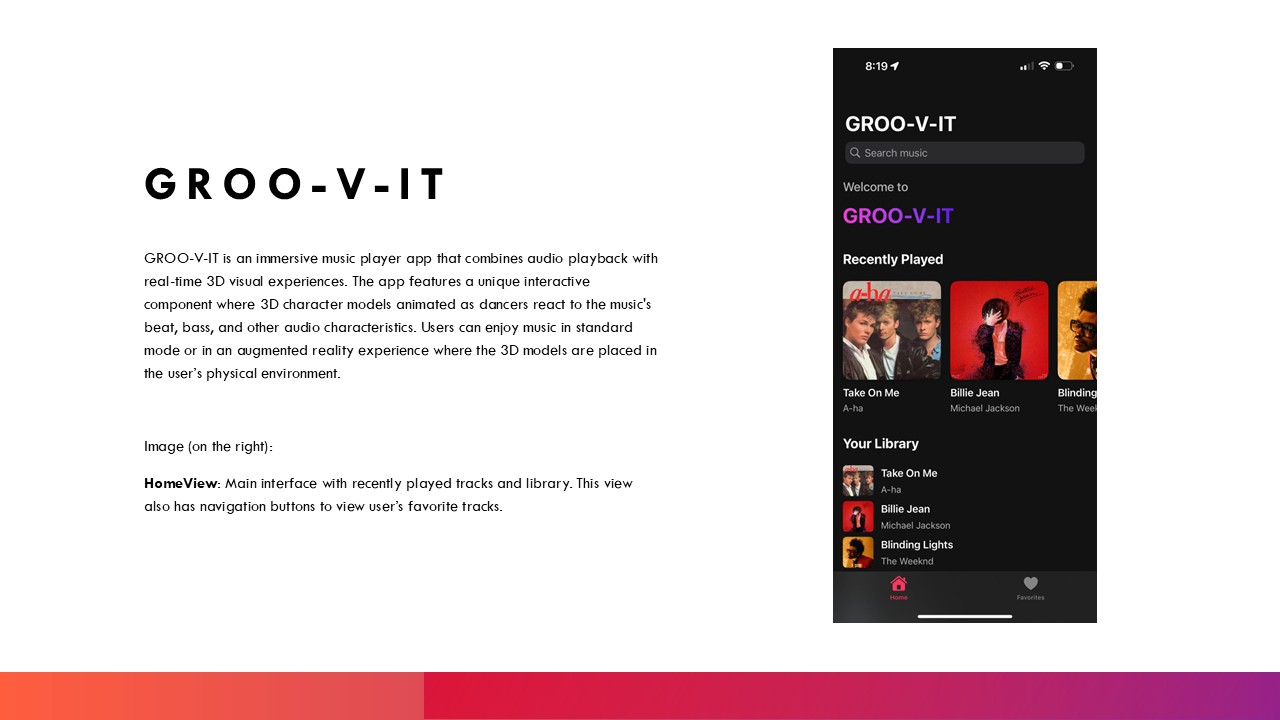 GROO-V-IT
GROO-V-IT is an immersive music player app that combines audio playback with
real-time 3D visual experiences. The app features a unique interactive
component where 3D character models animated as dancers react to the music's
beat, bass, and other audio characteristics. Users can enjoy music in standard
mode or in an augmented reality experience where the 3D models are placed in
the user’s physical environment.
Image (on the right):
HomeView: Main interface with recently played tracks and library. This view
also has navigation buttons to view user’s favorite tracks.
8:19
GROO-V-IT
Search music
Welcome to
GROO-V-IT
Recently Played
a-ha
Take On Me
A-ha
Billie Jean
Michael Jackson
Blinding
The Week
Your Library
Take On Me
A-ha
Billie Jean
Michael Jackson
Blinding Lights
The Weeknd
Home
Favorites